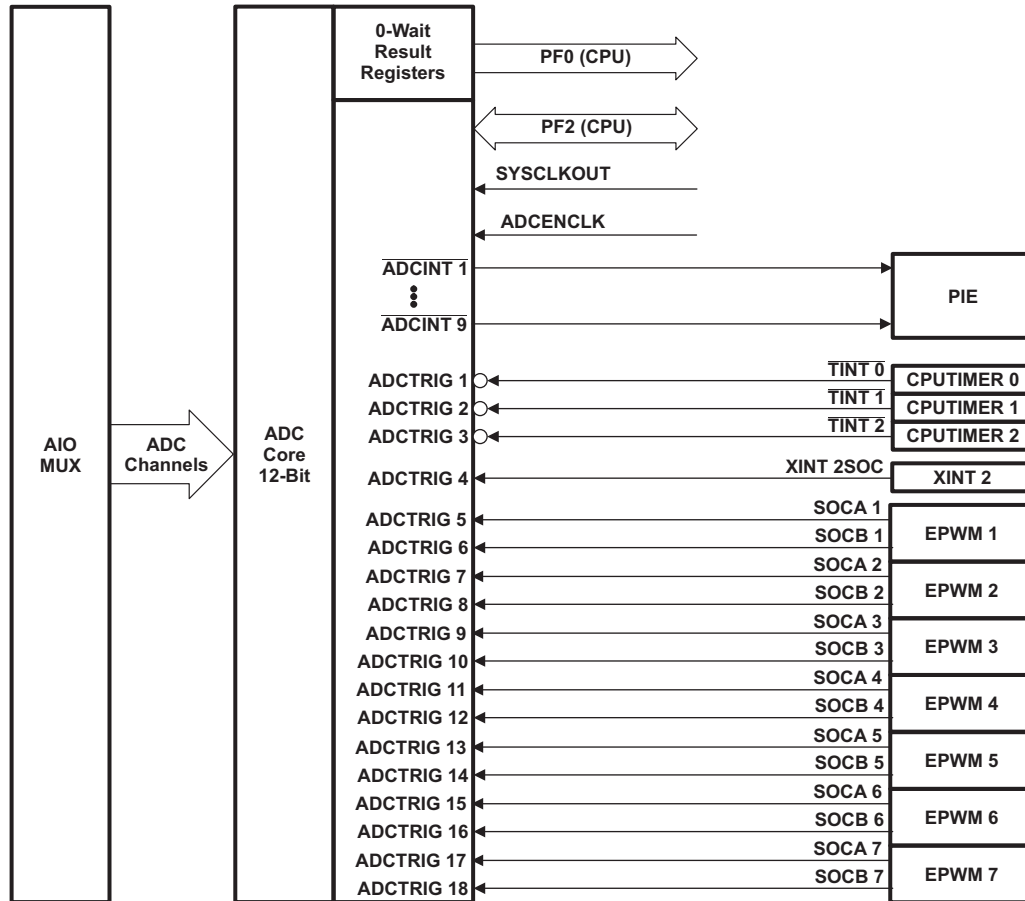 0-Wait
Result
Registers
PF0 (CPU)
PF2 (CPU)
SYSCLKOUT
ADCENCLK
ADCINT 1
ADCINT 9
PIE
AIO
MUX
ADC
Channels
ADC
Core
12-Bit
ADCTRIG 1
TINT 0
CPUTIMER 0
ADCTRIG 2
TINT 1
CPUTIMER 1
ADCTRIG 3
TINT 2
CPUTIMER 2
ADCTRIG 4
XINT 2SOC
XINT 2
ADCTRIG 5
SOCA 1
EPWM 1
ADCTRIG 6
SOCB 1
ADCTRIG 7
SOCA 2
EPWM 2
ADCTRIG 8
SOCB 2
ADCTRIG 9
SOCA 3
EPWM 3
ADCTRIG 10
SOCB 3
ADCTRIG 11
SOCA 4
EPWM 4
ADCTRIG 12
SOCB 4
ADCTRIG 13
SOCA 5
EPWM 5
ADCTRIG 14
SOCB 5
ADCTRIG 15
SOCA 6
EPWM 6
ADCTRIG 16
SOCB 6
ADCTRIG 17
SOCA 7
EPWM 7
ADCTRIG 18
SOCB 7